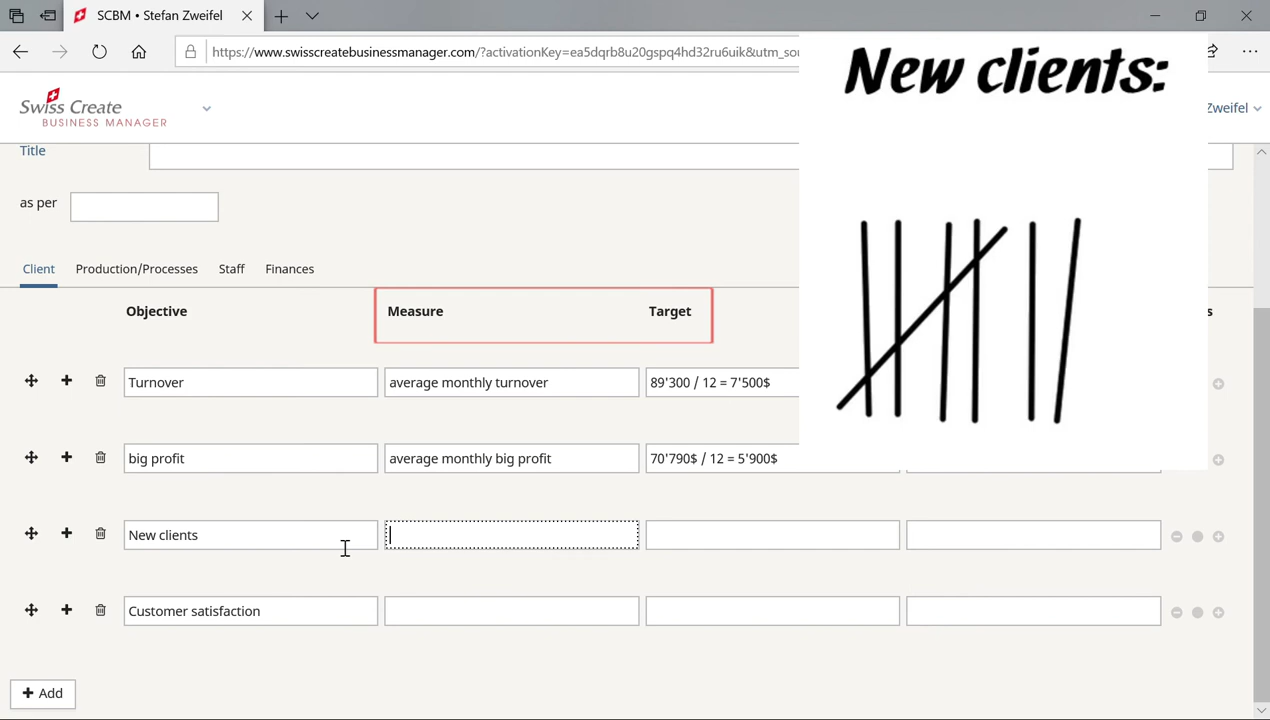 SCBM • Stefan Zweifel
https://www.swisscreatebusinessmanager.com/?activationKey=ea5dqrb8u20gspq4hd32ru6uik&utm_sou
New clients:
Swiss Create
BUSINESS MANAGER
Zweifel
Title
as per
Client Production/Processes Staff Finances
Objective Measure Target
Turnover average monthly turnover 89'300 / 12 = 7'500$
big profit average monthly big profit 70'790$ / 12 = 5'900$
New clients
Customer satisfaction
+ Add